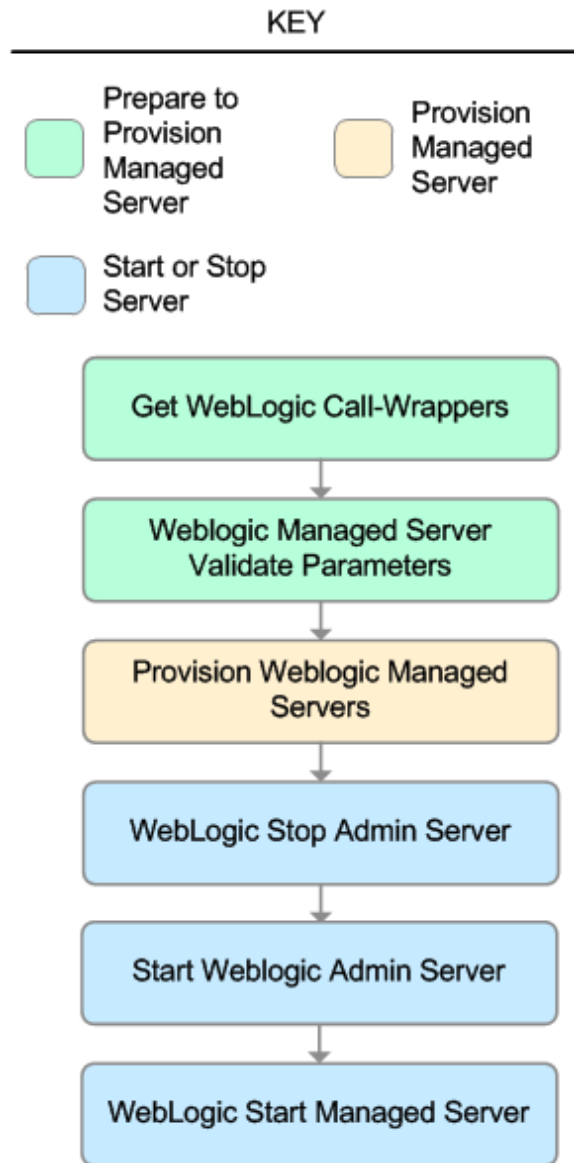 KEY
Prepare to
Provision
Managed
Server
Provision
Managed
Server
Start or Stop
Server
Get WebLogic Call-Wrappers
Weblogic Managed Server
Validate Parameters
Provision Weblogic Managed
Servers
WebLogic Stop Admin Server
Start Weblogic Admin Server
WebLogic Start Managed Server